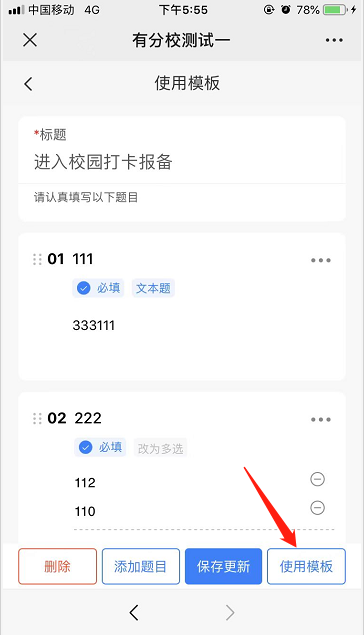 中国移动 4G 下午5:55 78%
有分校测试一
使用模板
*标题
进入校园打卡报备
请认真填写以下题目
01 111
必填 文本题
333111
02 222
必填 改为多选
112
110
删除 添加题目 保存更新 使用模板